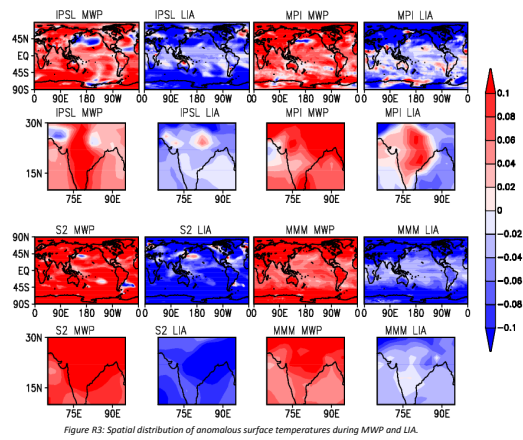 IPSL MWP IPSL LIA MPI MWP MPI LIA
45N
EQ
45S
90S
0 90E 180 90W 0 90E 180 90W 0 90E 180 90W 0 90E 180 90W 0
IPSL MWP IPSL LIA MPI MWP MPI LIA
30N
15N
75E 90E 75E 90E 75E 90E 75E 90E
S2 MWP S2 LIA MMM MWP MMM LIA
90N
45N
EQ
45S
90S
0 90E 180 90W 0 90E 180 90W 0 90E 180 90W 0 90E 180 90W 0
S2 MWP S2 LIA MMM MWP MMM LIA
30N
15N
75E 90E 75E 90E 75E 90E 75E 90E
0.1
0.08
0.06
0.04
0.02
0
-0.02
-0.04
-0.06
-0.08
-0.1
Figure R3: Spatial distribution of anomalous surface temperatures during MWP and LIA.